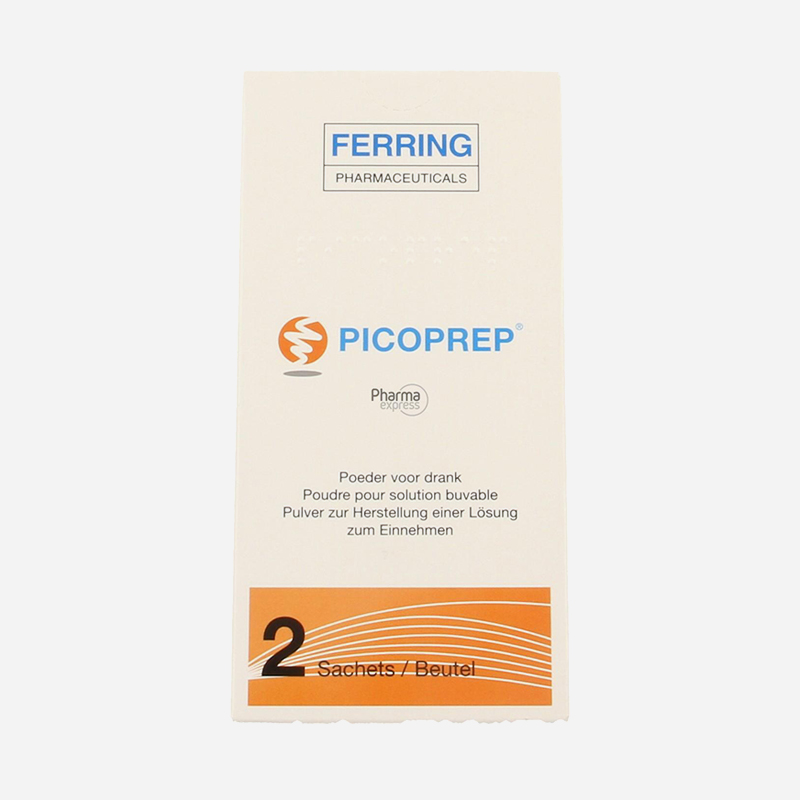 FERRING
PHARMACEUTICALS
PICOPREP®
Pharma
express
Poeder voor drank
Poudre pour solution buvable
Pulver zur Herstellung einer Lösung
zum Einnehmen
2 Sachets / Beutel